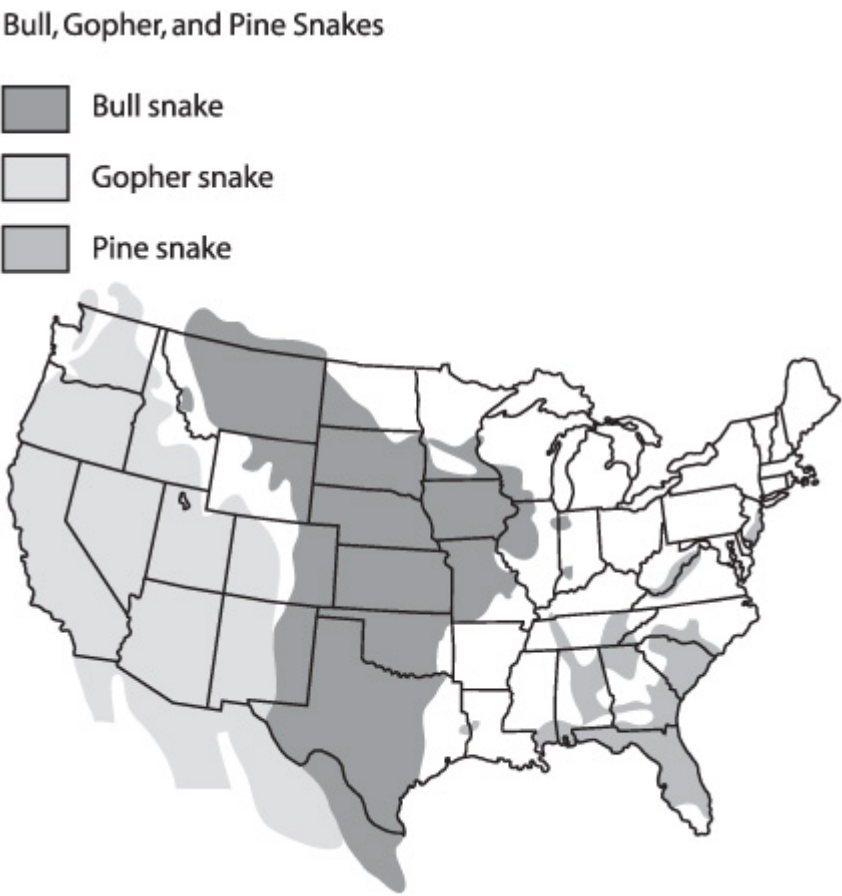 Bull, Gopher, and Pine Snakes
Bull snake
Gopher snake
Pine snake